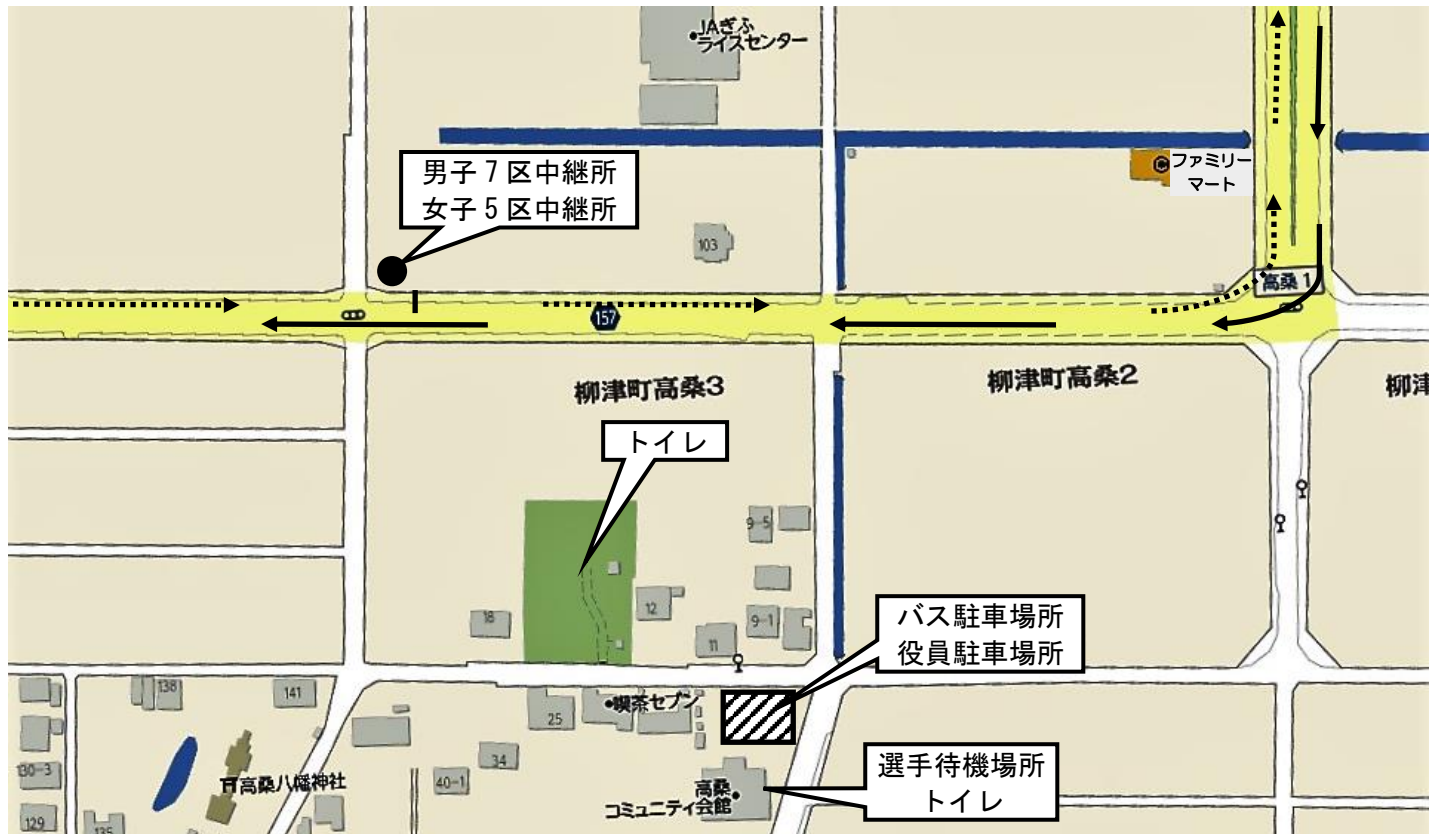 JAぎふ
ライスセンター
男子7区中継所
女子5区中継所
ファミリー
マート
103
高桑1
157
柳津町高桑3
柳津町高桑2
柳津
トイレ
9-5
12
18
9-1
11
バス駐車場所
役員駐車場所
138
141
喫茶セブン
25
34
130-3
高桑八幡神社
40-1
高桑
コミュニティ会館
選手待機場所
トイレ
129
135